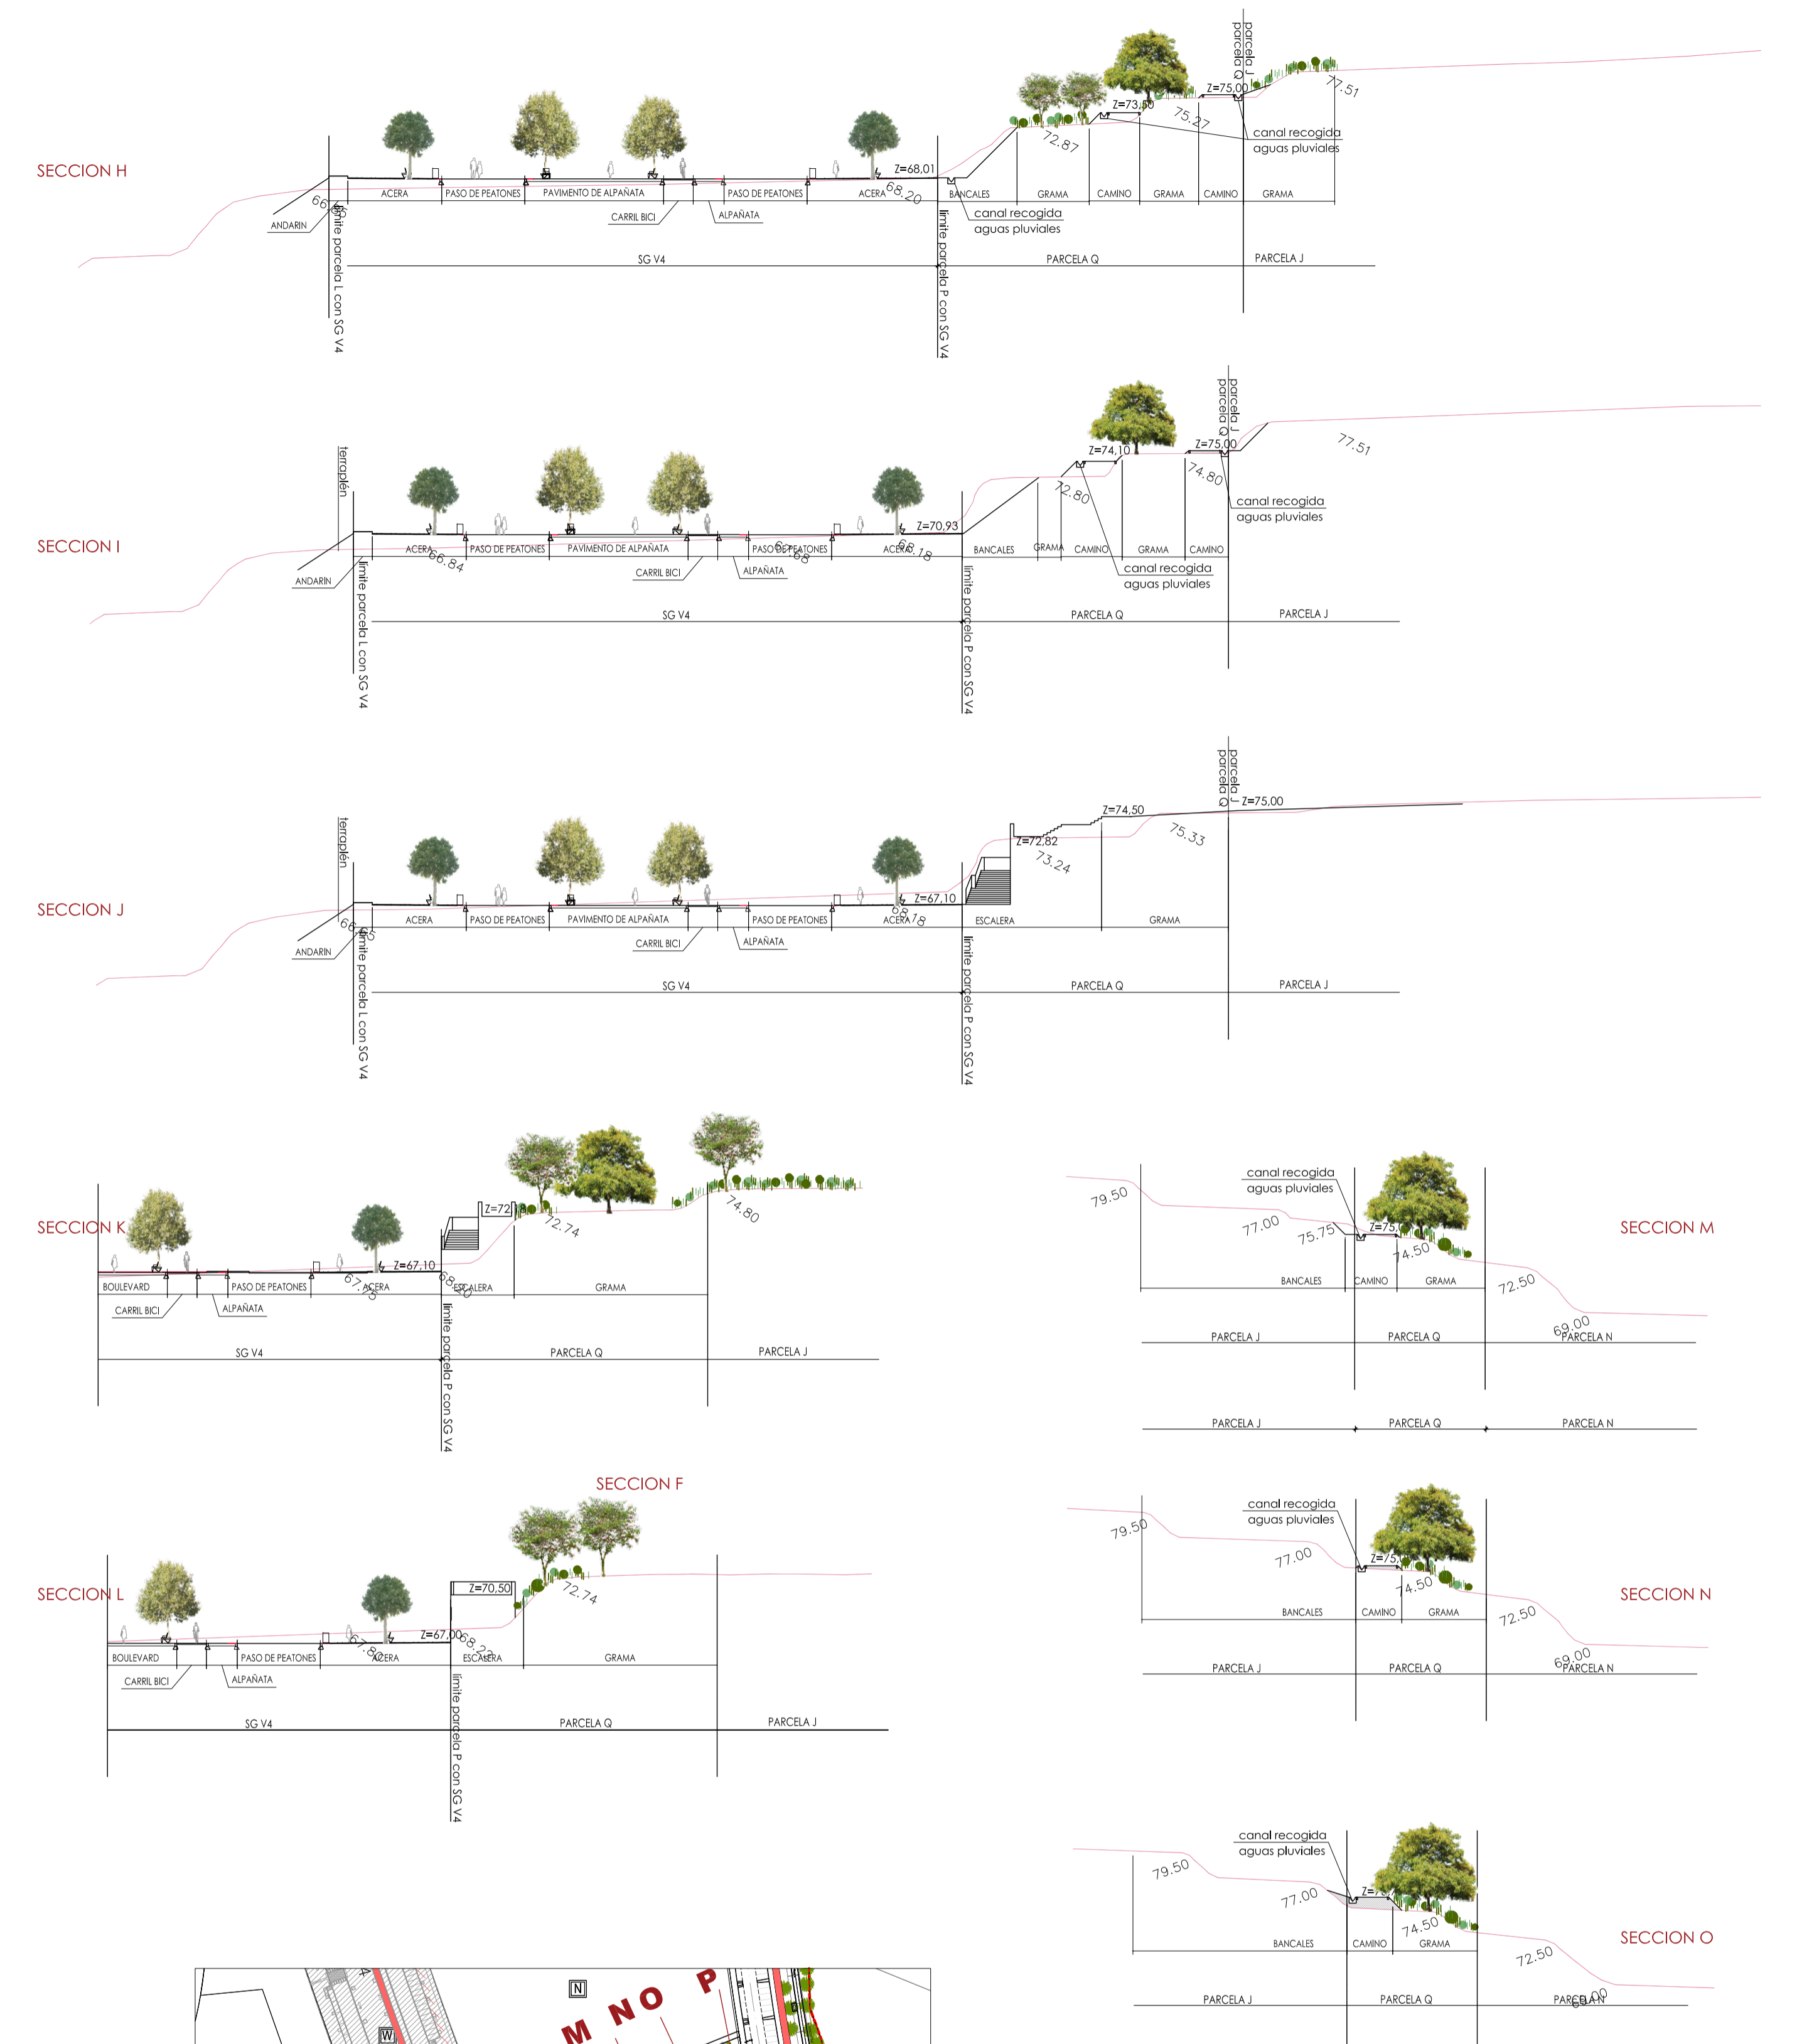 SECCION H
parcela Q
parcela J
77.51
Z=75,00
75.27
Z=73,50
72.87
canal recogida
aguas pluviales
Z=68,01
68.20
ACERA
PASO DE PEATONES
PAVIMENTO DE ALPAÑATA
PASO DE PEATONES
ACERA
BANCALES
GRAMA
CAMINO
GRAMA
CAMINO
GRAMA
ANDARIN
CARRIL BICI
ALPAÑATA
canal recogida
aguas pluviales
límite parcela L con SG V4
límite parcela P con SG V4
SG V4
PARCELA Q
PARCELA J
SECCION I
terraplén
parcela Q
parcela J
77.51
Z=75,00
74.80
Z=74,10
72.80
canal recogida
aguas pluviales
Z=70,93
68.18
66.84
ACERA
PASO DE PEATONES
PAVIMENTO DE ALPAÑATA
PASO DE PEATONES
ACERA
BANCALES
GRAMA
CAMINO
GRAMA
CAMINO
ANDARIN
CARRIL BICI
ALPAÑATA
canal recogida
aguas pluviales
límite parcela L con SG V4
límite parcela P con SG V4
SG V4
PARCELA Q
PARCELA J
SECCION J
terraplén
parcela Q
parcela J
Z=75,00
Z=74,50
75.33
Z=72,82
73.24
Z=67,10
68.18
ACERA
PASO DE PEATONES
PAVIMENTO DE ALPAÑATA
PASO DE PEATONES
ACERA
ESCALERA
GRAMA
ANDARIN
CARRIL BICI
ALPAÑATA
límite parcela L con SG V4
límite parcela P con SG V4
SG V4
PARCELA Q
PARCELA J
SECCION K
72.74
74.80
Z=67,10
68.20
67.75
BOULEVARD
PASO DE PEATONES
ACERA
ESCALERA
GRAMA
CARRIL BICI
ALPAÑATA
límite parcela P con SG V4
SG V4
PARCELA Q
PARCELA J
SECCION M
canal recogida
aguas pluviales
79.50
77.00
75.75
74.50
72.50
69.00
BANCALES
CAMINO
GRAMA
PARCELA J
PARCELA Q
PARCELA N
PARCELA J
PARCELA Q
PARCELA N
SECCION F
SECCION L
Z=70,50
72.74
Z=67,00
BOULEVARD
PASO DE PEATONES
ACERA
ESCALERA
GRAMA
CARRIL BICI
ALPAÑATA
límite parcela P con SG V4
SG V4
PARCELA Q
PARCELA J
SECCION N
canal recogida
aguas pluviales
79.50
77.00
74.50
72.50
69.00
BANCALES
CAMINO
GRAMA
PARCELA J
PARCELA Q
PARCELA N
SECCION O
canal recogida
aguas pluviales
79.50
77.00
74.50
72.50
BANCALES
CAMINO
GRAMA
PARCELA J
PARCELA Q
N
W
M N O P